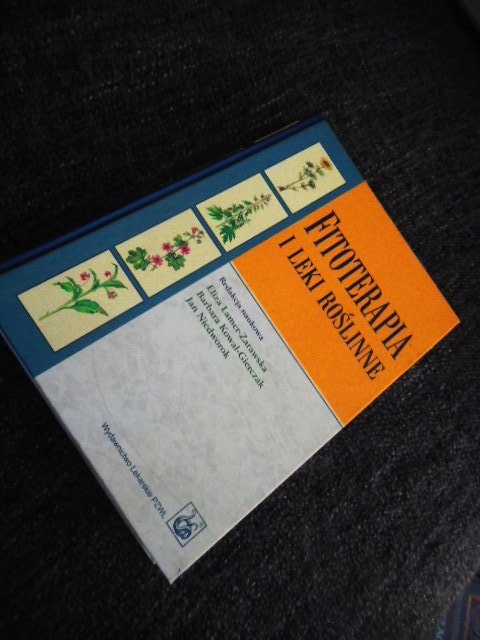 FITOTERAPIA
I LEKI ROŚLINNE
Redakcja naukowa
Eliza Lamer-Zarawska
Barbara Kowal-Gierczak
Jan Niedworok
Wydawnictwo Lekarskie PZWL